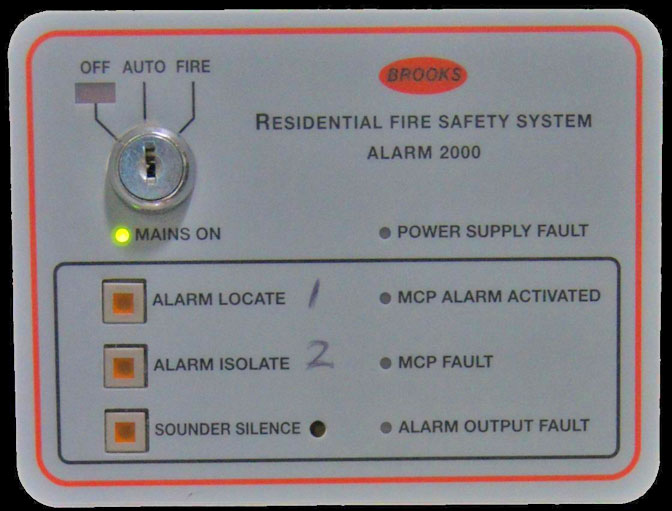 OFF AUTO FIRE
BROOKS
RESIDENTIAL FIRE SAFETY SYSTEM
ALARM 2000
MAINS ON
POWER SUPPLY FAULT
ALARM LOCATE 1
MCP ALARM ACTIVATED
ALARM ISOLATE 2
MCP FAULT
SOUNDER SILENCE
ALARM OUTPUT FAULT